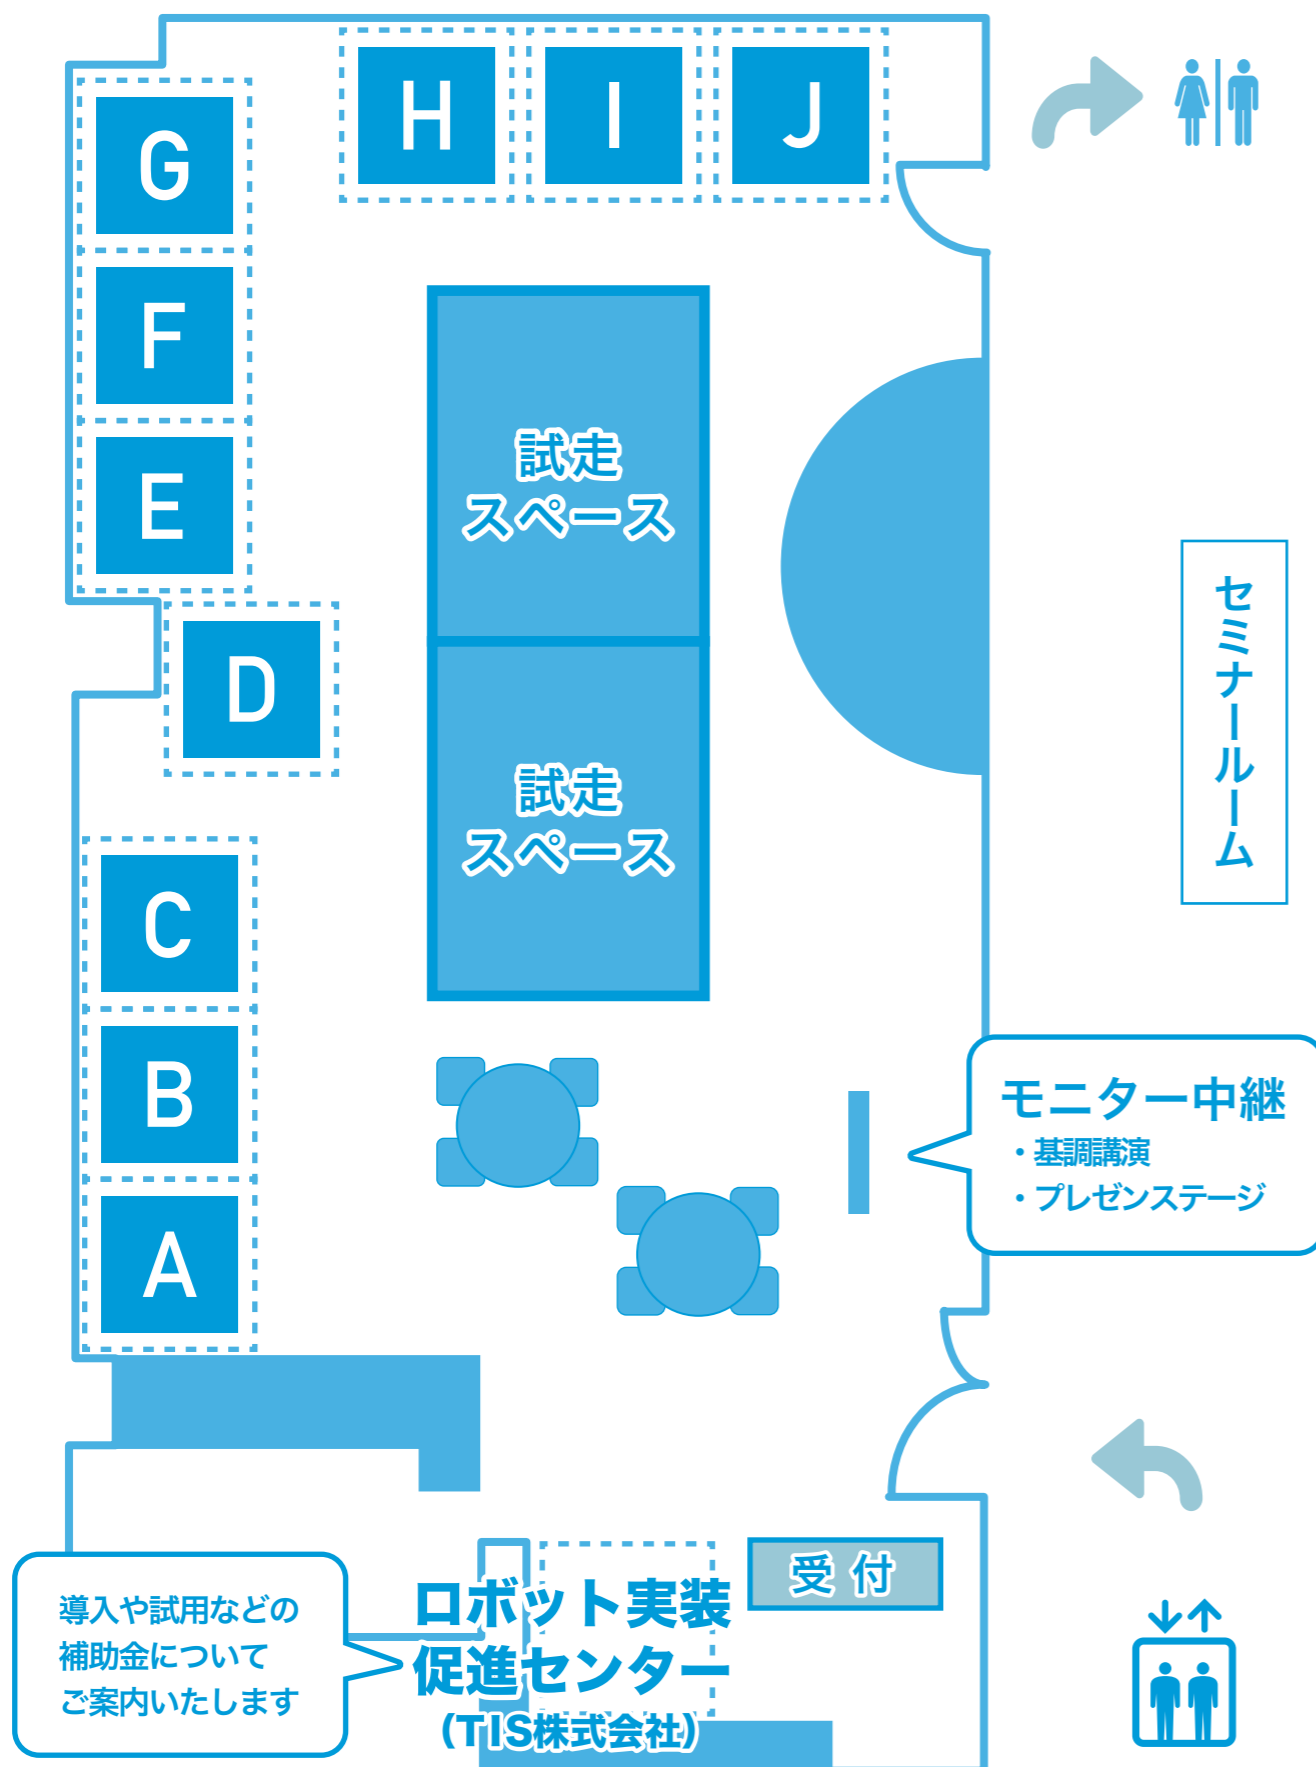 H
I
J
G
F
E
D
C
B
A
試走
スペース
試走
スペース
セミナールーム
モニター中継
・基調講演
・プレゼンステージ
受付
ロボット実装
促進センター
(TIS株式会社)
導入や試用などの
補助金について
ご案内いたします